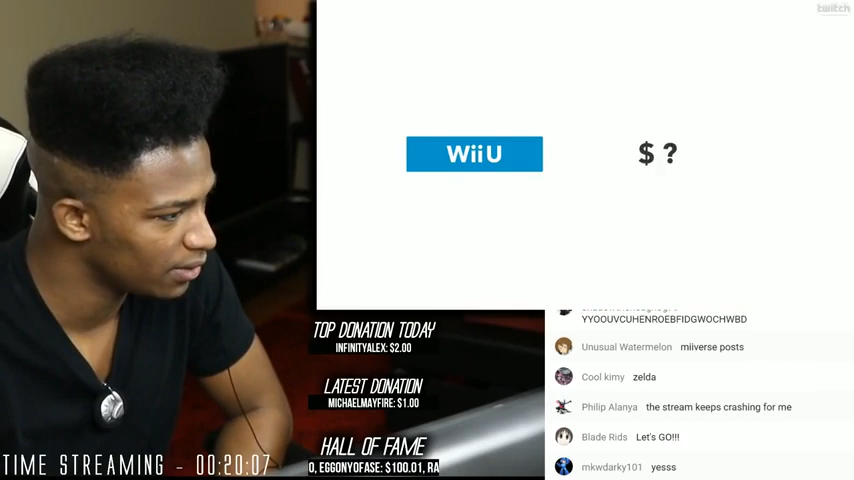 twitch
WiiU
$ ?
TOP DONATION TODAY
INFINITYALEX: $2.00
LATEST DONATION
MICHAELMAYFIRE: $1.00
HALL OF FAME
O, EGGONYOFASE: $100.01, RA
TIME STREAMING - 00:20:07
YYOOUVCUHENROEBFIDGWOCHWBD
Unusual Watermelon miiverse posts
Cool kimy zelda
Philip Alanya the stream keeps crashing for me
Blade Rids Let's GO!!!
mkwdarky101 yesss